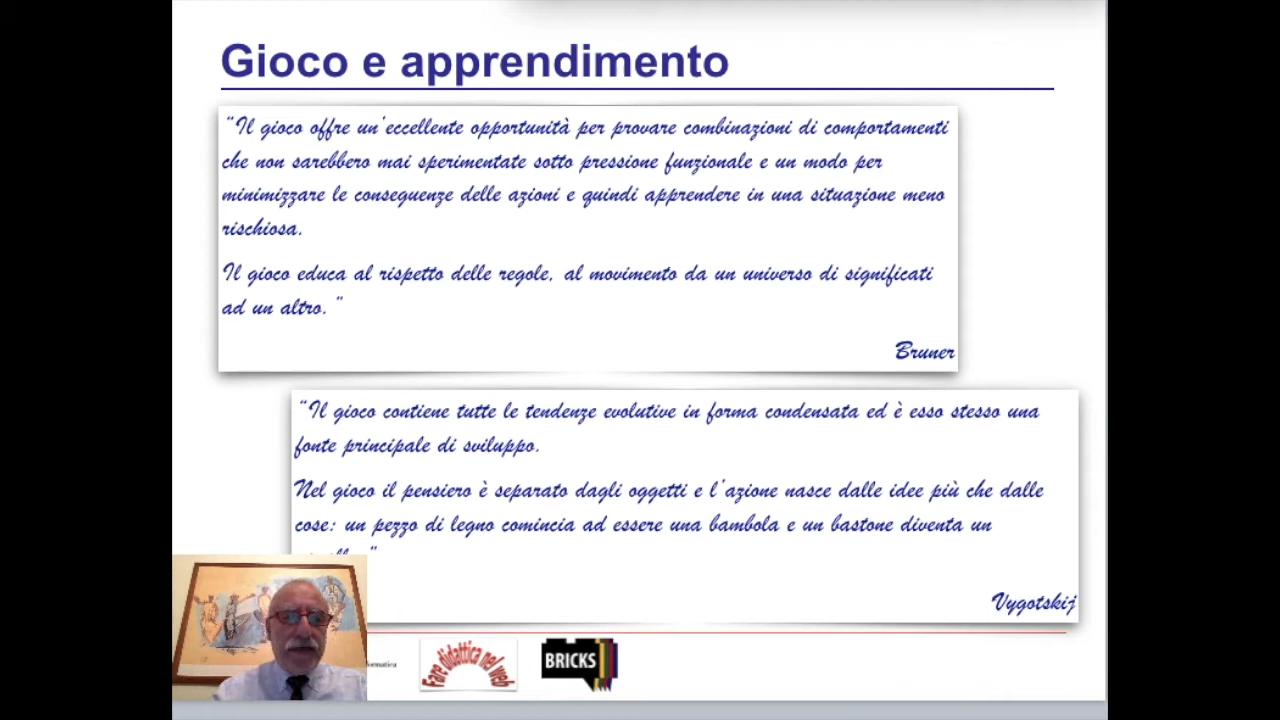 Gioco e apprendimento
“Il gioco offre un'eccellente opportunità per provare combinazioni di comportamenti
che non sarebbero mai sperimentate sotto pressione funzionale e un modo per
minimizzare le conseguenze delle azioni e quindi apprendere in una situazione meno
rischiosa.
Il gioco educa al rispetto delle regole, al movimento da un universo di significati
ad un altro.”
Bruner
“Il gioco contiene tutte le tendenze evolutive in forma condensata ed è esso stesso una
fonte principale di sviluppo.
Nel gioco il pensiero è separato dagli oggetti e l'azione nasce dalle idee più che dalle
cose: un pezzo di legno comincia ad essere una bambola e un bastone diventa un
Vygotskij
Fare didattica nel web
BRICKS